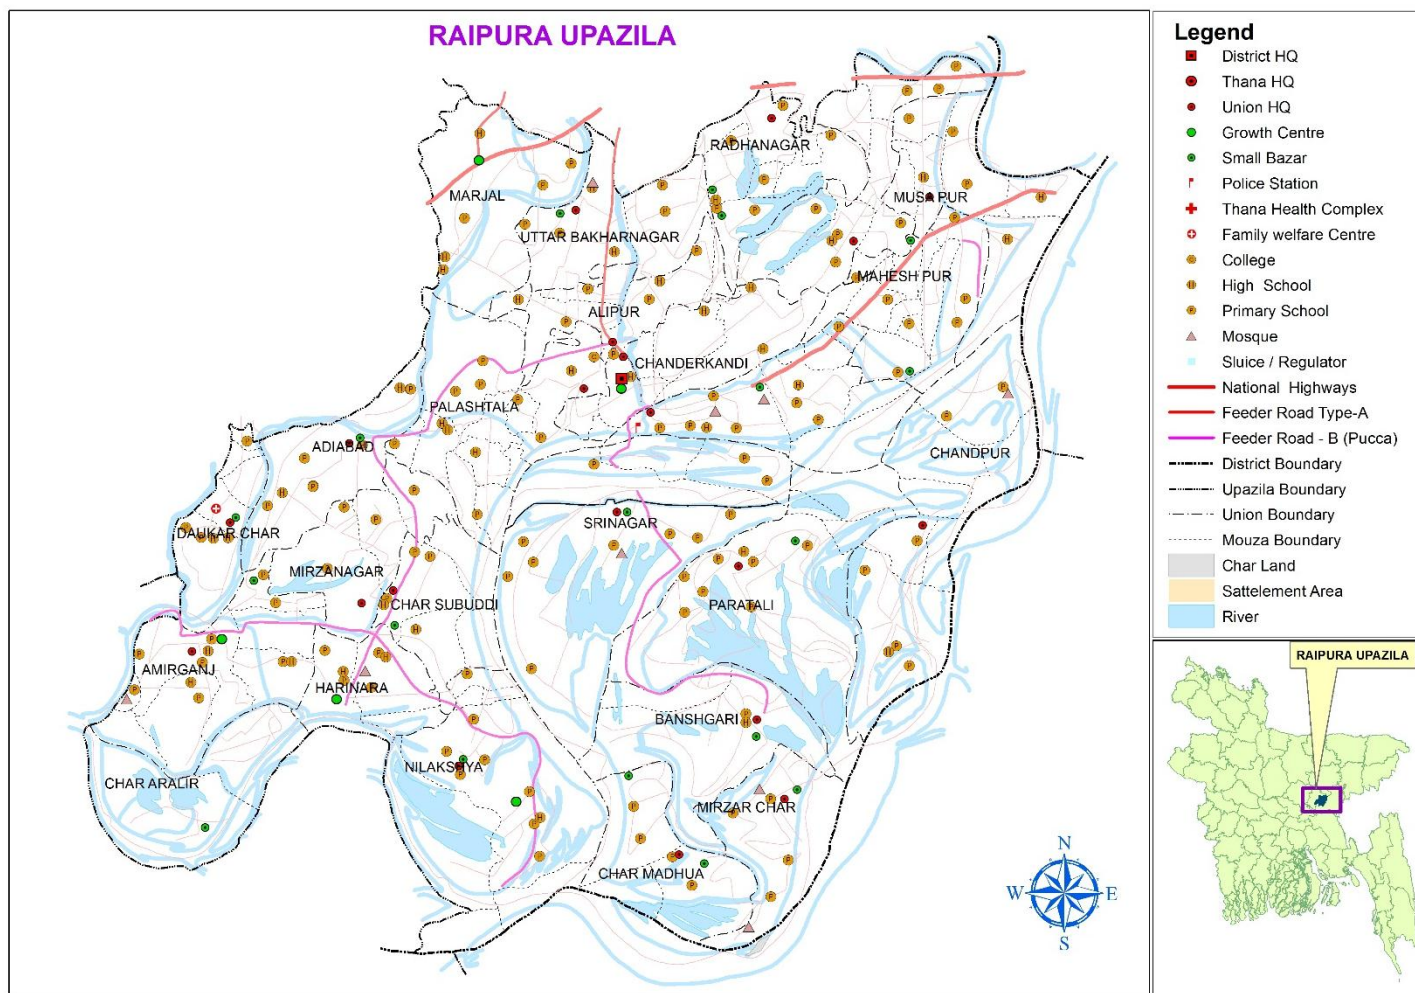 RAIPURA UPAZILA
RADHANAGAR
MARJAL
MUSA PUR
UTTAR BAKHARNAGAR
MAHESH PUR
ALIPUR
CHANDERKANDI
PALASHTALA
ADIABAD
CHANDPUR
SRINAGAR
DAUKAR CHAR
MIRZANAGAR
CHAR SUBUDDI
PARATALI
AMIRGANJ
HARINARA
BANSHGARI
NILAKSHYA
CHAR ARALIR
MIRZAR CHAR
CHAR MADHUA
N
W E
S
Legend
District HQ
Thana HQ
Union HQ
Growth Centre
Small Bazar
Police Station
Thana Health Complex
Family welfare Centre
College
High School
Primary School
Mosque
Sluice / Regulator
National Highways
Feeder Road Type-A
Feeder Road - B (Pucca)
District Boundary
Upazila Boundary
Union Boundary
Mouza Boundary
Char Land
Sattelement Area
River
RAIPURA UPAZILA